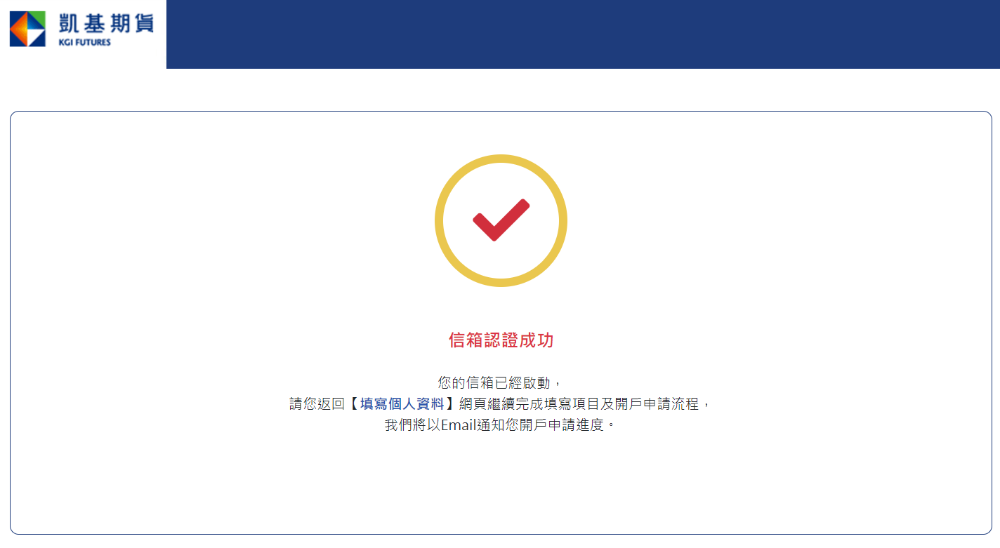 凱基期貨
KGI FUTURES
信箱認證成功
您的信箱已經啟動，
請您返回【填寫個人資料】網頁繼續完成填寫項目及開戶申請流程，
我們將以Email通知您開戶申請進度。